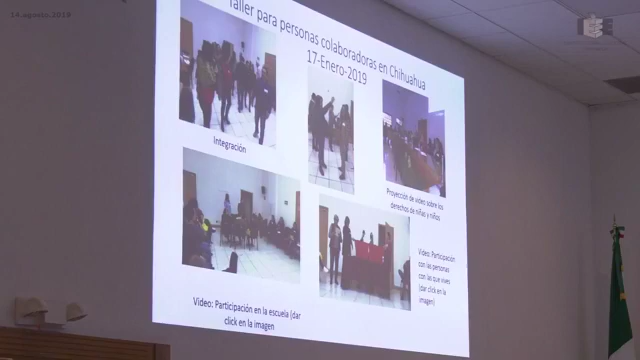 14.agosto.2019
Taller para personas colaboradoras en Chihuahua
17-Enero-2019
Integración
Proyección de video sobre los
derechos de niñas y niños
Video: Participación
con las personas
con las que vives
(dar click en la
imagen)
Video: Participación en la escuela (dar
click en la imagen